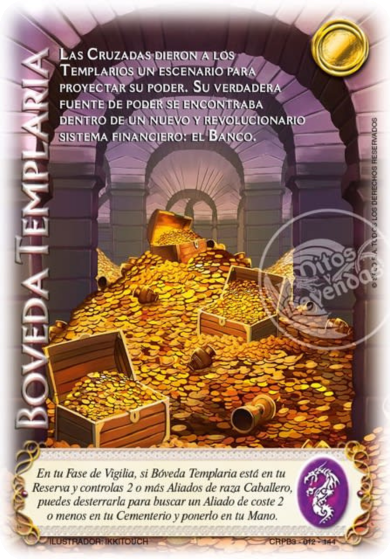 Las Cruzadas dieron a los
Templarios un escenario para
proyectar su poder. Su verdadera
fuente de poder se encontraba
dentro de un nuevo y revolucionario
sistema financiero: el Banco.
Bóveda Templaria
Mitos
Leyendas
En tu Fase de Vigilia, si Bóveda Templaria está en tu
Reserva y controlas 2 o más Aliados de raza Caballero,
puedes desterrarla para buscar un Aliado de coste 2
o menos en tu Cementerio y ponerlo en tu Mano.
ILUSTRADOR: IKKITOUCH